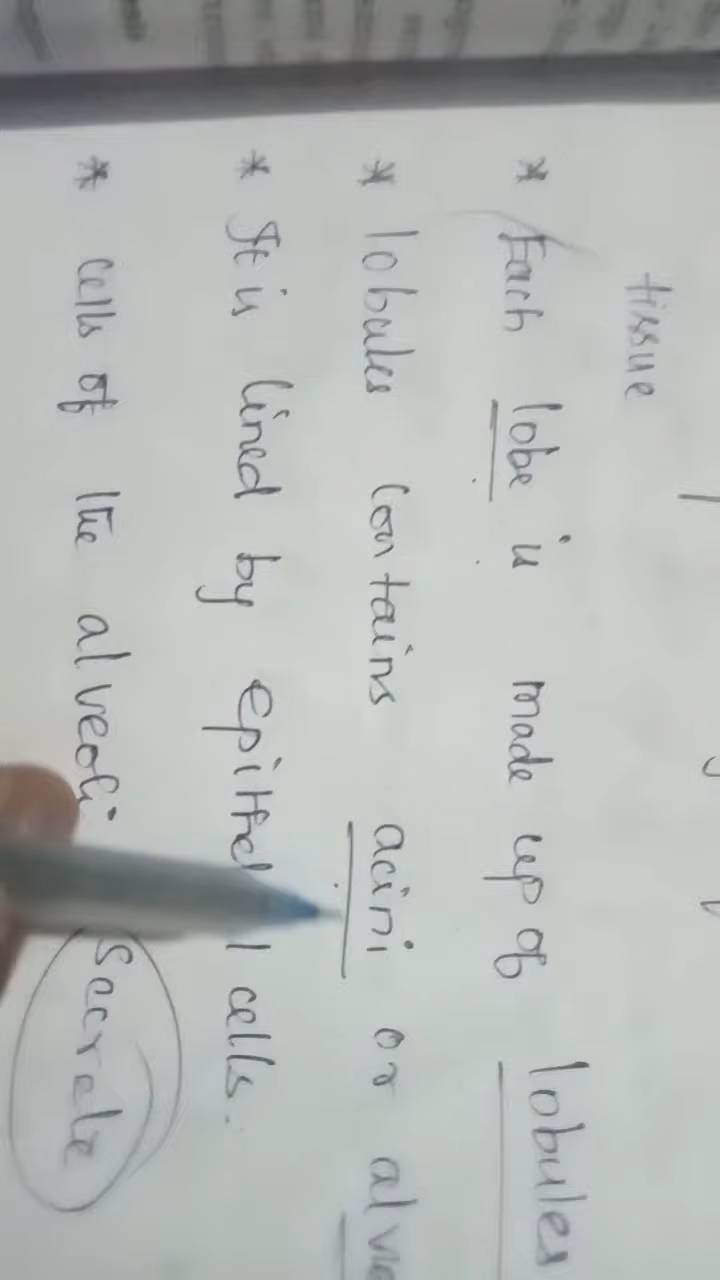 tissue
* Each lobe is made up of lobules
* lobules contains acini or alve
* It is lined by epithel l cells.
* cells of the alveoli secrete